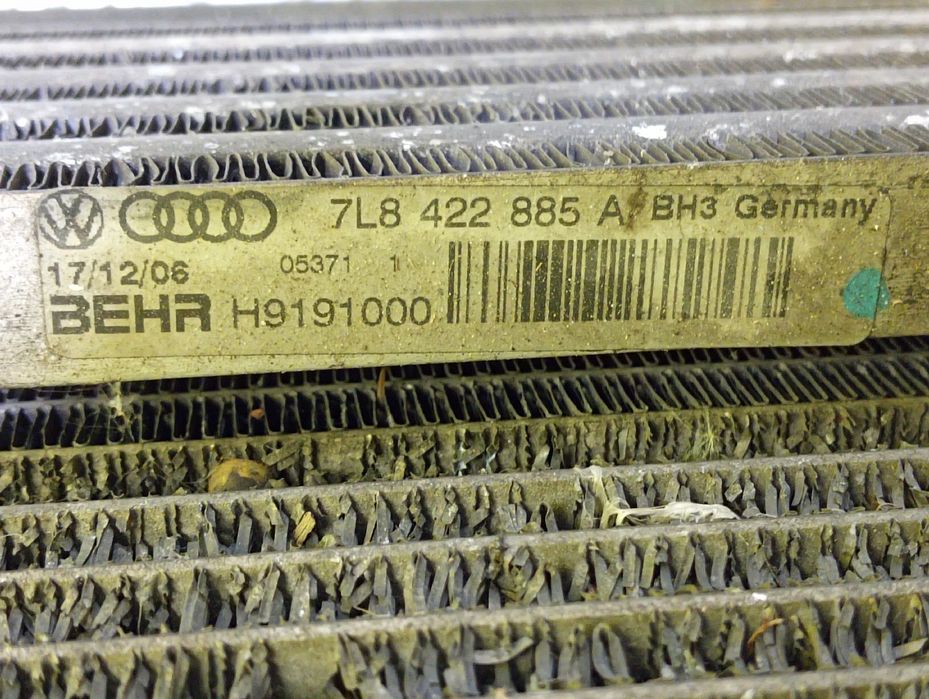 7L8 422 885 A BH3 Germany
17/12/06 05371 1
BEHR H9191000